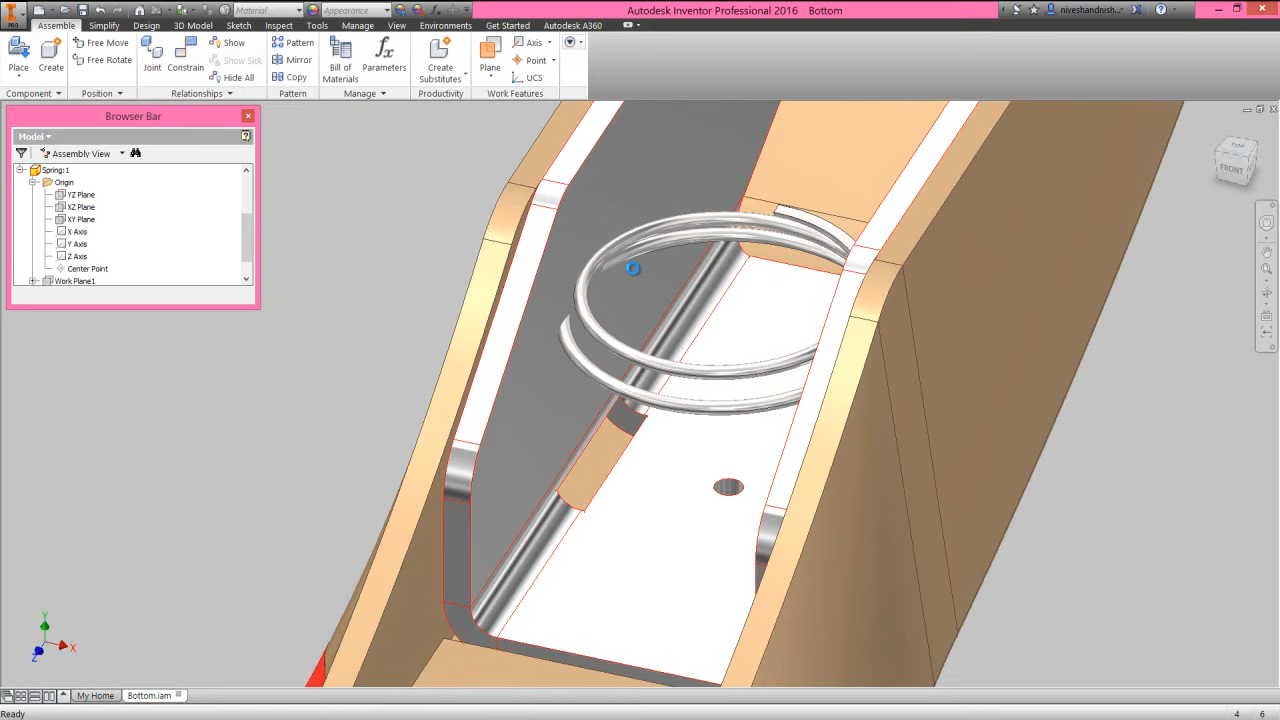 Autodesk Inventor Professional 2016 Bottom
Material
Appearance
niveshandnish...
PRO
Assemble Simplify Design 3D Model Sketch Inspect Tools Manage View Environments Get Started Autodesk A360
Place
Create
Free Move
Free Rotate
Joint
Constrain
Show
Show Sick
Hide All
Pattern
Mirror
Copy
Bill of
Materials
fx
Parameters
Create
Substitutes
Plane
Axis
Point
UCS
Component Position Relationships Pattern Manage Productivity Work Features
Browser Bar
Model
Assembly View
Spring:1
Origin
YZ Plane
XZ Plane
XY Plane
X Axis
Y Axis
Z Axis
Center Point
Work Plane1
TOP
FRONT
Y
X
Z
My Home Bottom.iam
Ready 4 6